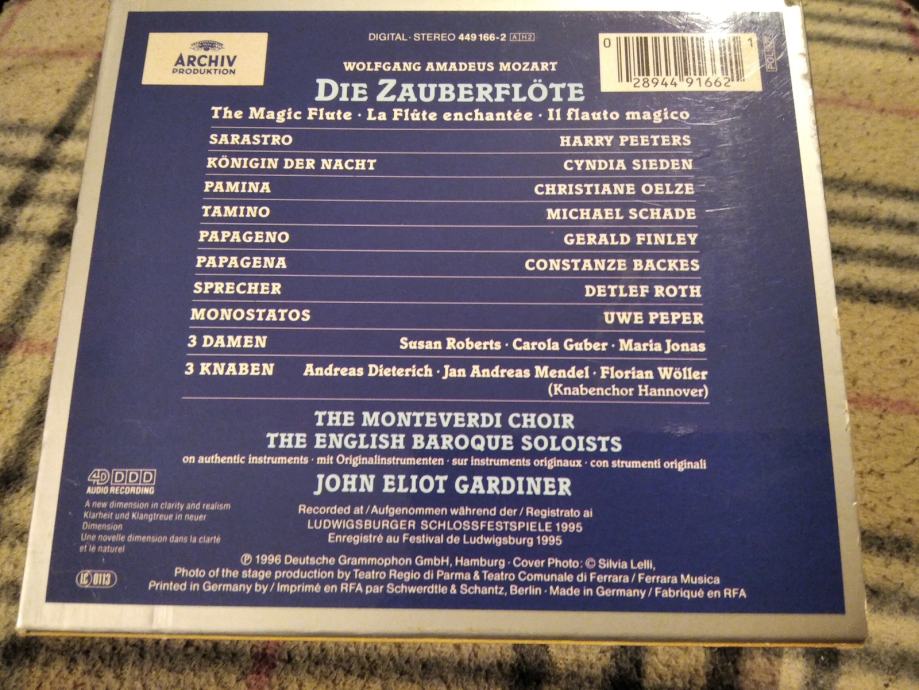 DIGITAL · STEREO 449 166-2 AH2
ARCHIV
PRODUKTION
0 28944 91662 1
WOLFGANG AMADEUS MOZART
DIE ZAUBERFLÖTE
The Magic Flute · La Flûte enchantée · Il flauto magico
SARASTRO HARRY PEETERS
KÖNIGIN DER NACHT CYNDIA SIEDEN
PAMINA CHRISTIANE OELZE
TAMINO MICHAEL SCHADE
PAPAGENO GERALD FINLEY
PAPAGENA CONSTANZE BACKES
SPRECHER DETLEF ROTH
MONOSTATOS UWE PEPER
3 DAMEN Susan Roberts · Carola Guber · Maria Jonas
3 KNABEN Andreas Dieterich · Jan Andreas Mendel · Florian Wöller
(Knabenchor Hannover)
THE MONTEVERDI CHOIR
THE ENGLISH BAROQUE SOLOISTS
on authentic instruments · mit Originalinstrumenten · sur instruments originaux · con strumenti originali
JOHN ELIOT GARDINER
4D DDD
AUDIO RECORDING
A new dimension in clarity and realism
Klarheit und Klangtreue in neuer
Dimension
Une novelle dimension dans la clarté
et le naturel
Recorded at / Aufgenommen während der / Registrato ai
LUDWIGSBURGER SCHLOSSFESTSPIELE 1995
Enregistré au Festival de Ludwigsburg 1995
LC 0113
℗ 1996 Deutsche Grammophon GmbH, Hamburg · Cover Photo: © Silvia Lelli,
Photo of the stage production by Teatro Regio di Parma & Teatro Comunale di Ferrara / Ferrara Musica
Printed in Germany by / Imprimé en RFA par Schwerdtle & Schantz, Berlin · Made in Germany / Fabriqué en RFA